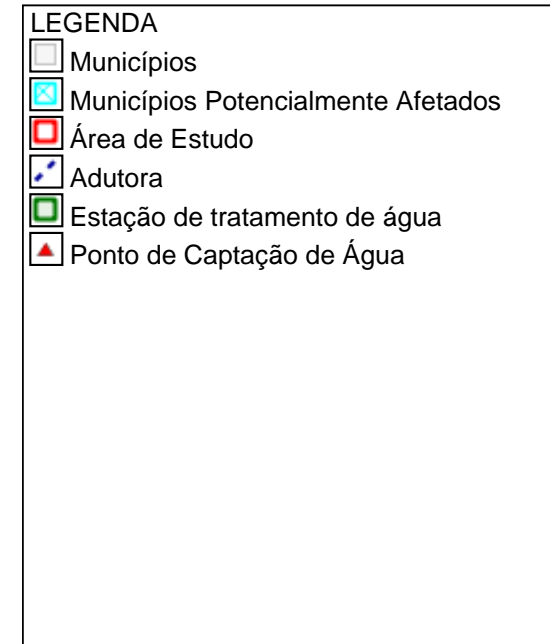 LEGENDA
Municípios
Municípios Potencialmente Afetados
Área de Estudo
Adutora
Estação de tratamento de água
Ponto de Captação de Água